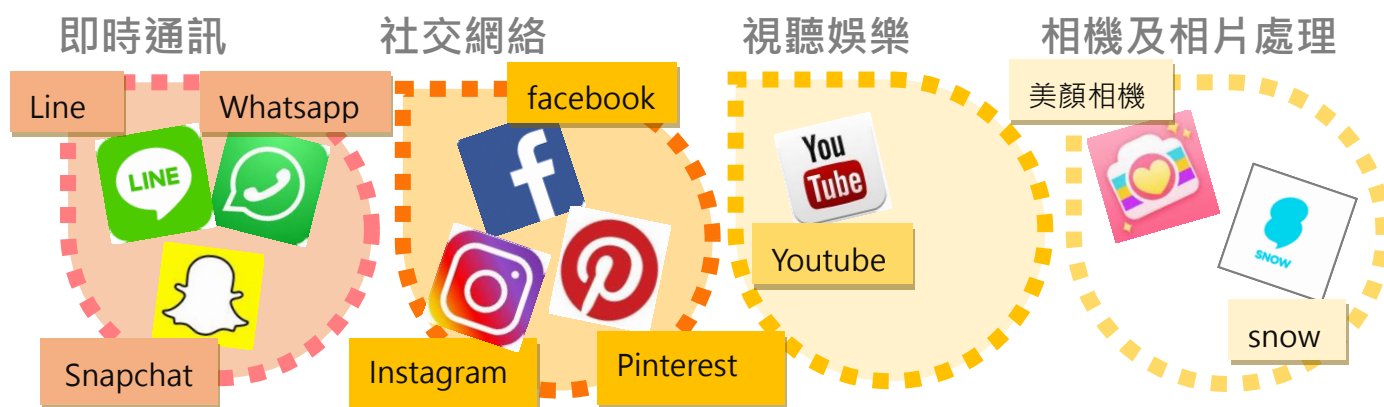 即時通訊
社交網絡
視聽娛樂
相機及相片處理
Line
Whatsapp
facebook
美顏相機
LINE
You
Tube
Youtube
SNOW
snow
Snapchat
Instagram
Pinterest